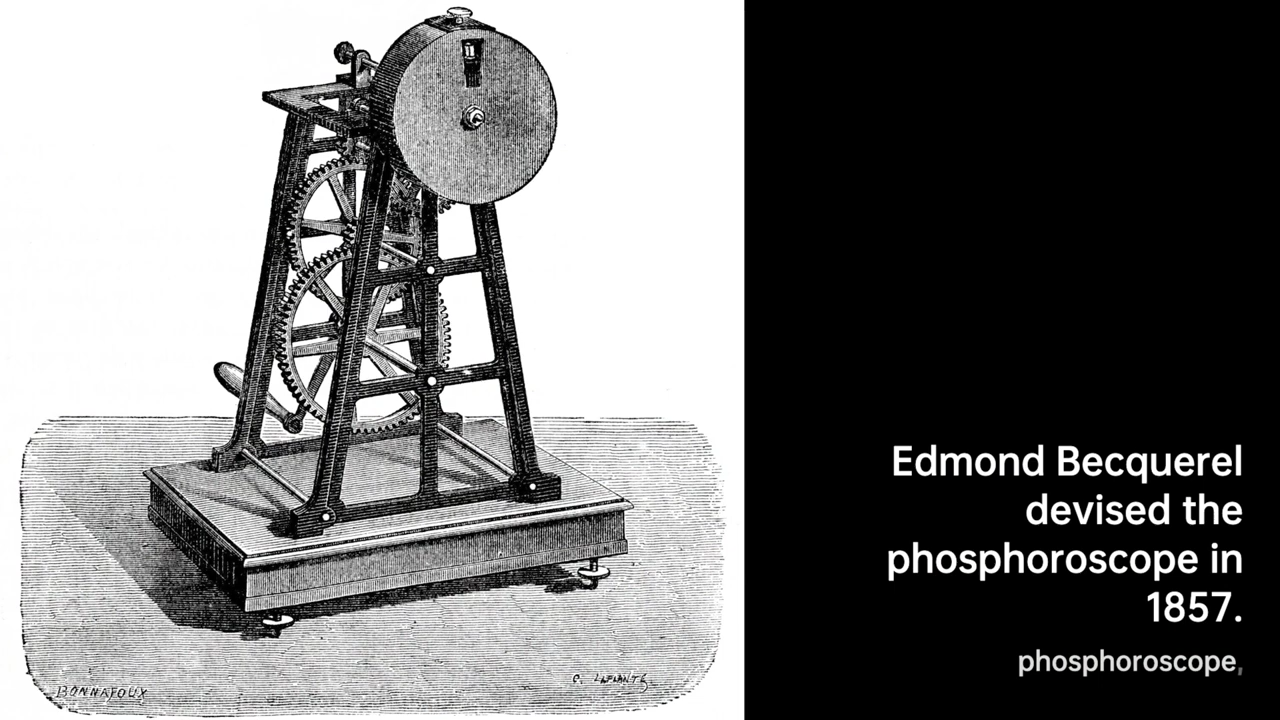 Edmond Becquerel
devised the
phosphoroscope in
1857.
phosphoroscope,
BONNAFOUX